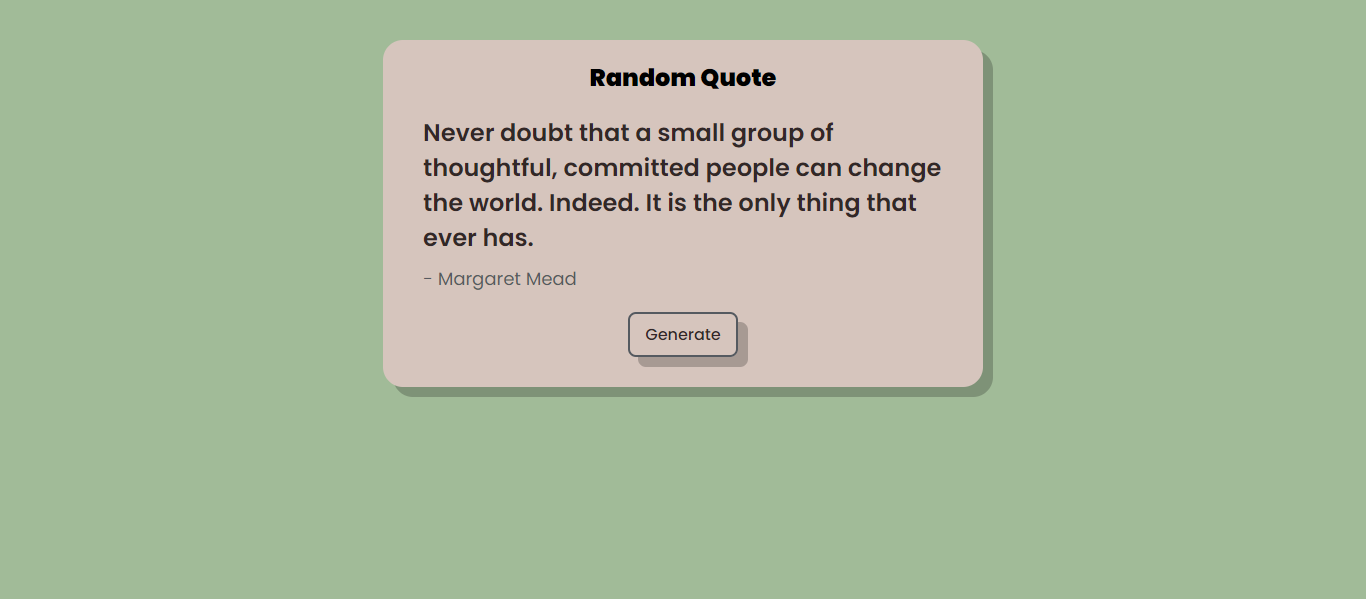 Random Quote
Never doubt that a small group of
thoughtful, committed people can change
the world. Indeed. It is the only thing that
ever has.
- Margaret Mead
Generate